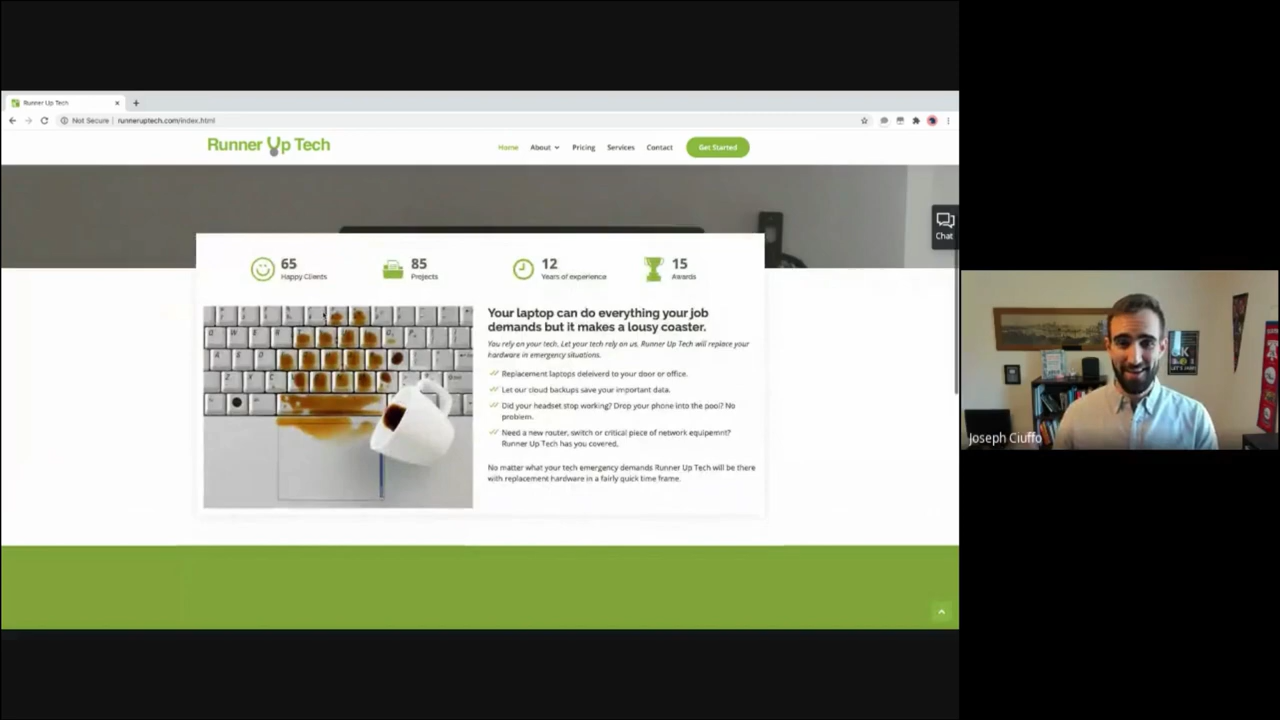 Runner Up Tech
Not Secure | runneruptech.com/index.html
Runner Up Tech
Home About Pricing Services Contact Get Started
Chat
65
Happy Clients
85
Projects
12
Years of experience
15
Awards
Your laptop can do everything your job
demands but it makes a lousy coaster.
You rely on your tech. Let your tech rely on us. Runner Up Tech will replace your
hardware in emergency situations.
Replacement laptops deleiverd to your door or office.
Let our cloud backups save your important data.
Did your headset stop working? Drop your phone into the pool? No
problem.
Need a new router, switch or critical piece of network equipemnt?
Runner Up Tech has you covered.
No matter what your tech emergency demands Runner Up Tech will be there
with replacement hardware in a fairly quick time frame.
Joseph Ciuffo